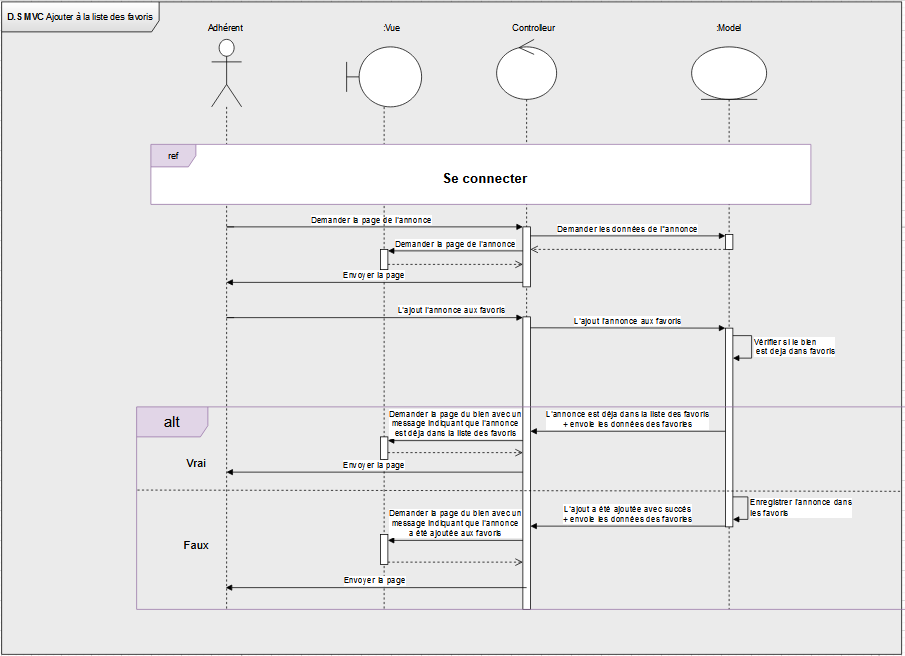 D.S MVC Ajouter à la liste des favoris
Adhérent
:Vue
Controlleur
:Model
ref
Se connecter
Demander la page de l'annonce
Demander les données de l''annonce
Demander la page de l'annonce
Envoyer la page
L'ajout l'annonce aux favoris
L'ajout l'annonce aux favoris
Vérifier si le bien
est deja dans favoris
alt
Demander la page du bien avec un
message indiquant que l'annonce
est déja dans la liste des favoris
L'annonce est déja dans la liste des favoris
+ envoie les données des favories
Vrai
Envoyer la page
Enregistrer l'annonce dans
les favoris
L'ajout a été ajoutée avec succés
+ envoie les données des favories
Demander la page du bien avec un
message indiquant que l'annonce
a été ajoutée aux favoris
Faux
Envoyer la page